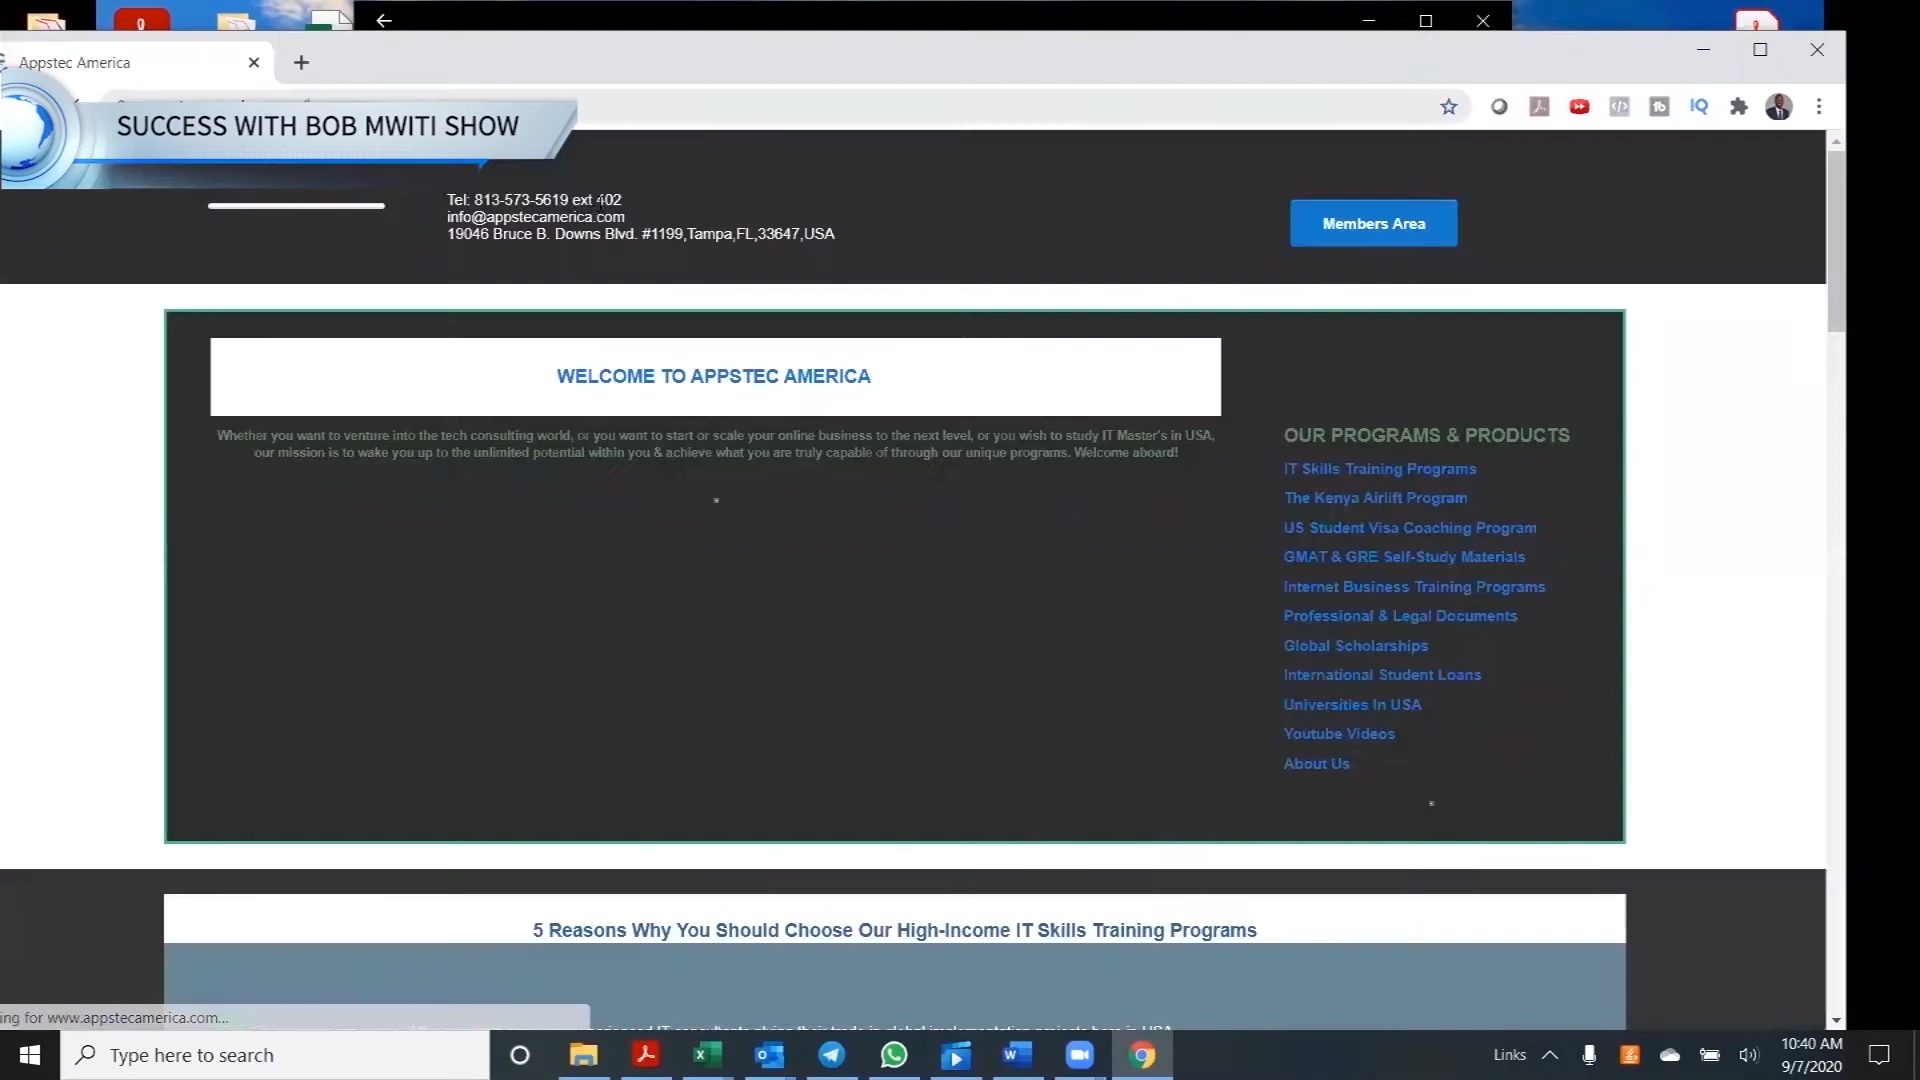 Appstec America
SUCCESS WITH BOB MWITI SHOW
Tel: 813-573-5619 ext 402
info@appstecamerica.com
19046 Bruce B. Downs Blvd. #1199,Tampa,FL,33647,USA
Members Area
WELCOME TO APPSTEC AMERICA
Whether you want to venture into the tech consulting world, or you want to start or scale your online business to the next level, or you wish to study IT Master's in USA,
our mission is to wake you up to the unlimited potential within you & achieve what you are truly capable of through our unique programs. Welcome aboard!
OUR PROGRAMS & PRODUCTS
IT Skills Training Programs
The Kenya Airlift Program
US Student Visa Coaching Program
GMAT & GRE Self-Study Materials
Internet Business Training Programs
Professional & Legal Documents
Global Scholarships
International Student Loans
Universities In USA
Youtube Videos
About Us
5 Reasons Why You Should Choose Our High-Income IT Skills Training Programs
ing for www.appstecamerica.com...
Type here to search
Links
10:40 AM
9/7/2020